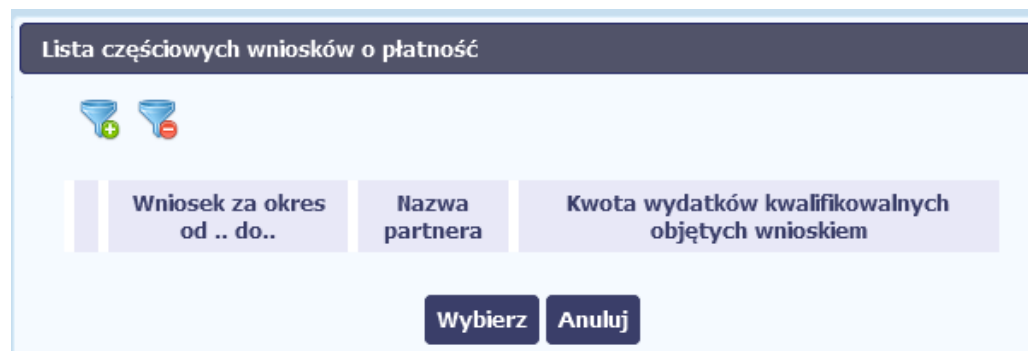 Lista częściowych wniosków o płatność
Wniosek za okres
od .. do..
Nazwa
partnera
Kwota wydatków kwalifikowalnych
objętych wnioskiem
Wybierz
Anuluj